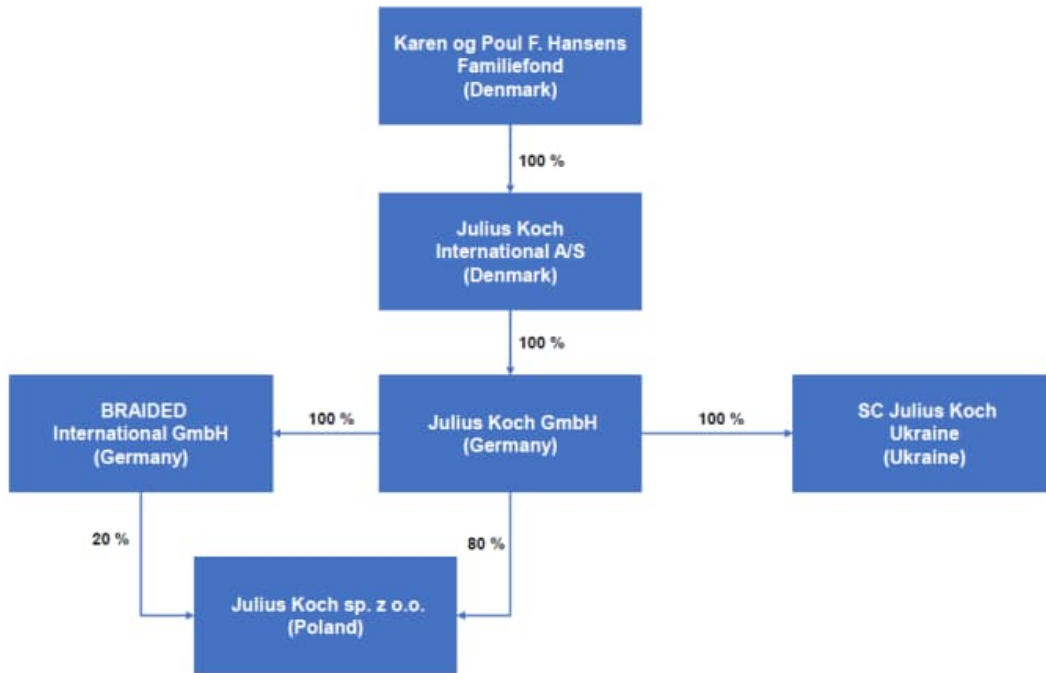 Karen og Poul F. Hansens
Familiefond
(Denmark)
100 %
Julius Koch
International A/S
(Denmark)
100 %
BRAIDED
International GmbH
(Germany)
100 %
Julius Koch GmbH
(Germany)
100 %
SC Julius Koch
Ukraine
(Ukraine)
20 %
80 %
Julius Koch sp. z o.o.
(Poland)